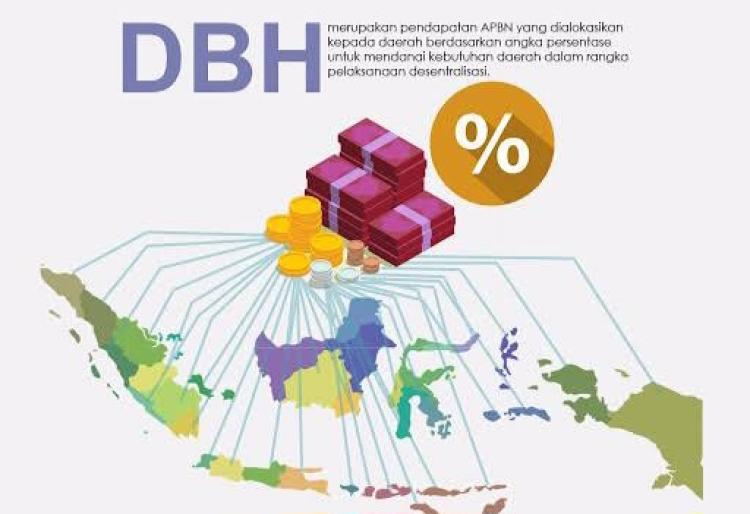 DBH
merupakan pendapatan APBN yang dialokasikan
kepada daerah berdasarkan angka persentase
untuk mendanai kebutuhan daerah dalam rangka
pelaksanaan desentralisasi.
%